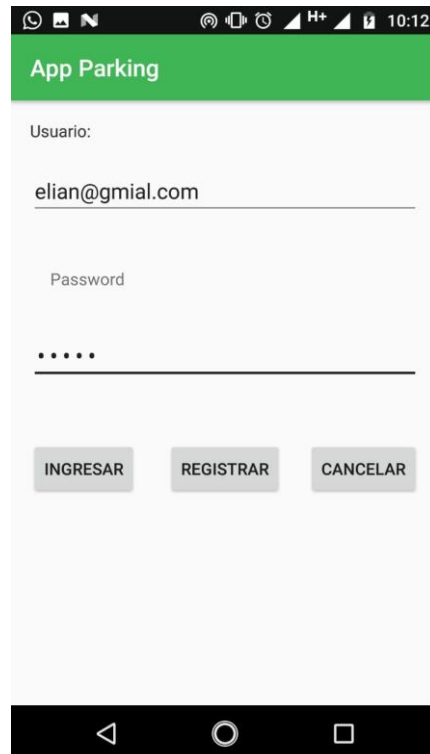 H+ 10:12
App Parking
Usuario:
elian@gmial.com
Password
•••••
INGRESAR REGISTRAR CANCELAR